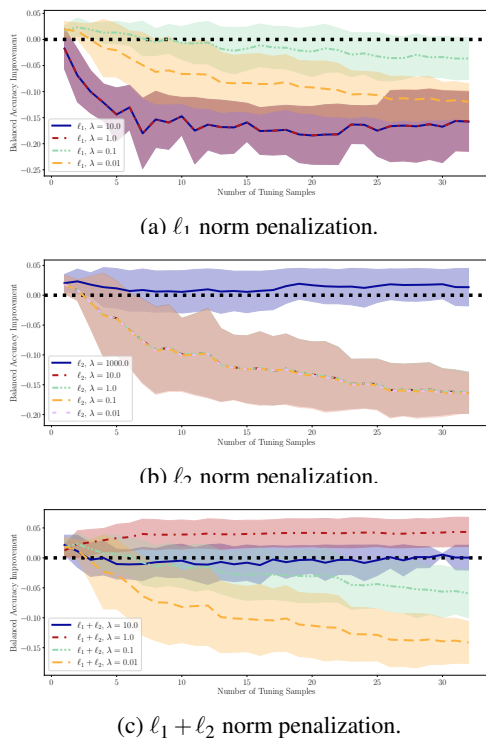 0.05
0.00
−0.05
−0.10
−0.15
−0.20
−0.25
Balanced Accuracy Improvement
ℓ₁, λ = 10.0
ℓ₁, λ = 1.0
ℓ₁, λ = 0.1
ℓ₁, λ = 0.01
0 5 10 15 20 25 30
Number of Tuning Samples
(a) ℓ₁ norm penalization.
0.05
0.00
−0.05
−0.10
−0.15
−0.20
Balanced Accuracy Improvement
ℓ₂, λ = 1000.0
ℓ₂, λ = 10.0
ℓ₂, λ = 1.0
ℓ₂, λ = 0.1
ℓ₂, λ = 0.01
0 5 10 15 20 25 30
Number of Tuning Samples
(b) ℓ₂ norm penalization.
0.05
0.00
−0.05
−0.10
−0.15
Balanced Accuracy Improvement
ℓ₁ + ℓ₂, λ = 10.0
ℓ₁ + ℓ₂, λ = 1.0
ℓ₁ + ℓ₂, λ = 0.1
ℓ₁ + ℓ₂, λ = 0.01
0 5 10 15 20 25 30
Number of Tuning Samples
(c) ℓ₁ + ℓ₂ norm penalization.